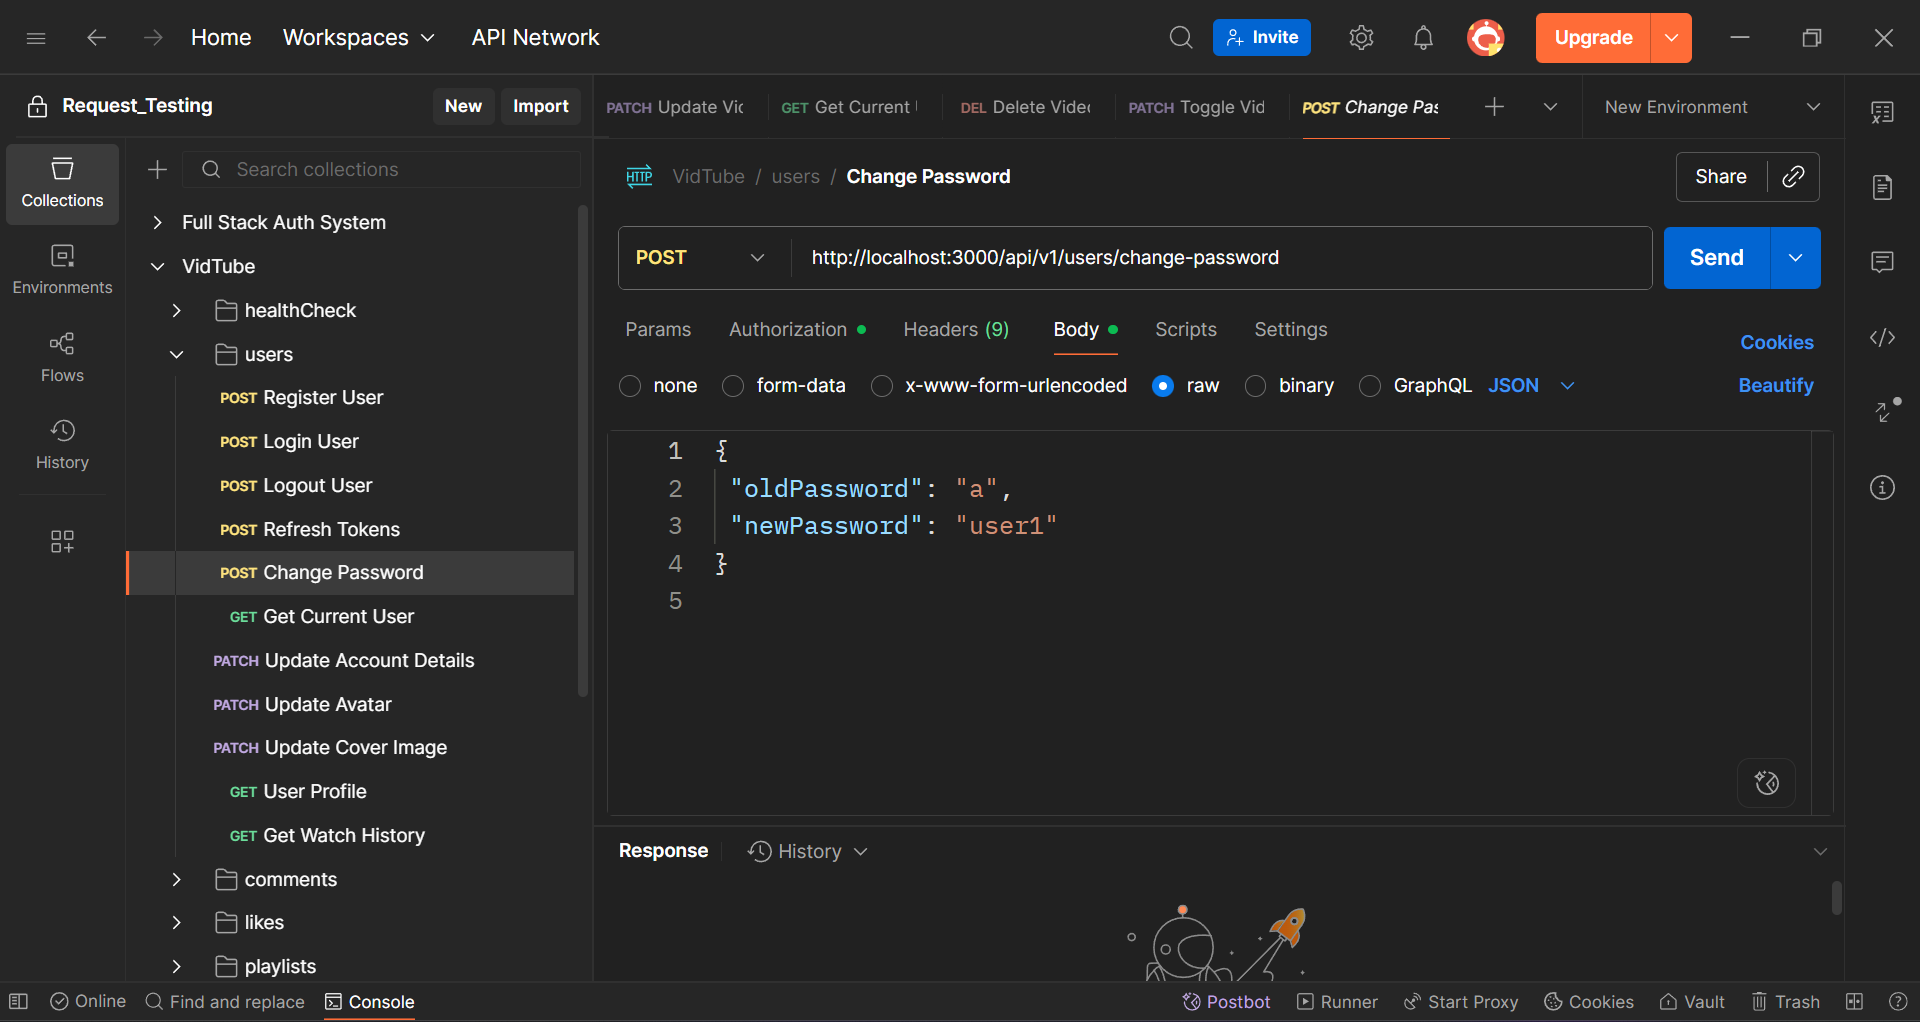 Home Workspaces API Network Invite Upgrade
Request_Testing New Import
PATCH Update Vic GET Get Current DEL Delete Video PATCH Toggle Vid POST Change Pas New Environment
Collections
Environments
Flows
History
Search collections
Full Stack Auth System
VidTube
healthCheck
users
POST Register User
POST Login User
POST Logout User
POST Refresh Tokens
POST Change Password
GET Get Current User
PATCH Update Account Details
PATCH Update Avatar
PATCH Update Cover Image
GET User Profile
GET Get Watch History
comments
likes
playlists
HTTP VidTube / users / Change Password Share
POST http://localhost:3000/api/v1/users/change-password Send
Params Authorization Headers (9) Body Scripts Settings Cookies
none form-data x-www-form-urlencoded raw binary GraphQL JSON Beautify
1 {
2 "oldPassword": "a",
3 "newPassword": "user1"
4 }
5
Response History
Online Find and replace Console Postbot Runner Start Proxy Cookies Vault Trash